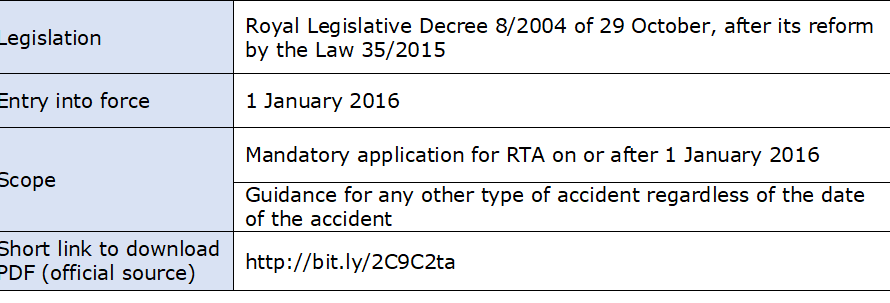 Legislation
Royal Legislative Decree 8/2004 of 29 October, after its reform
by the Law 35/2015
Entry into force
1 January 2016
Scope
Mandatory application for RTA on or after 1 January 2016
Guidance for any other type of accident regardless of the date
of the accident
Short link to download
PDF (official source)
http://bit.ly/2C9C2ta